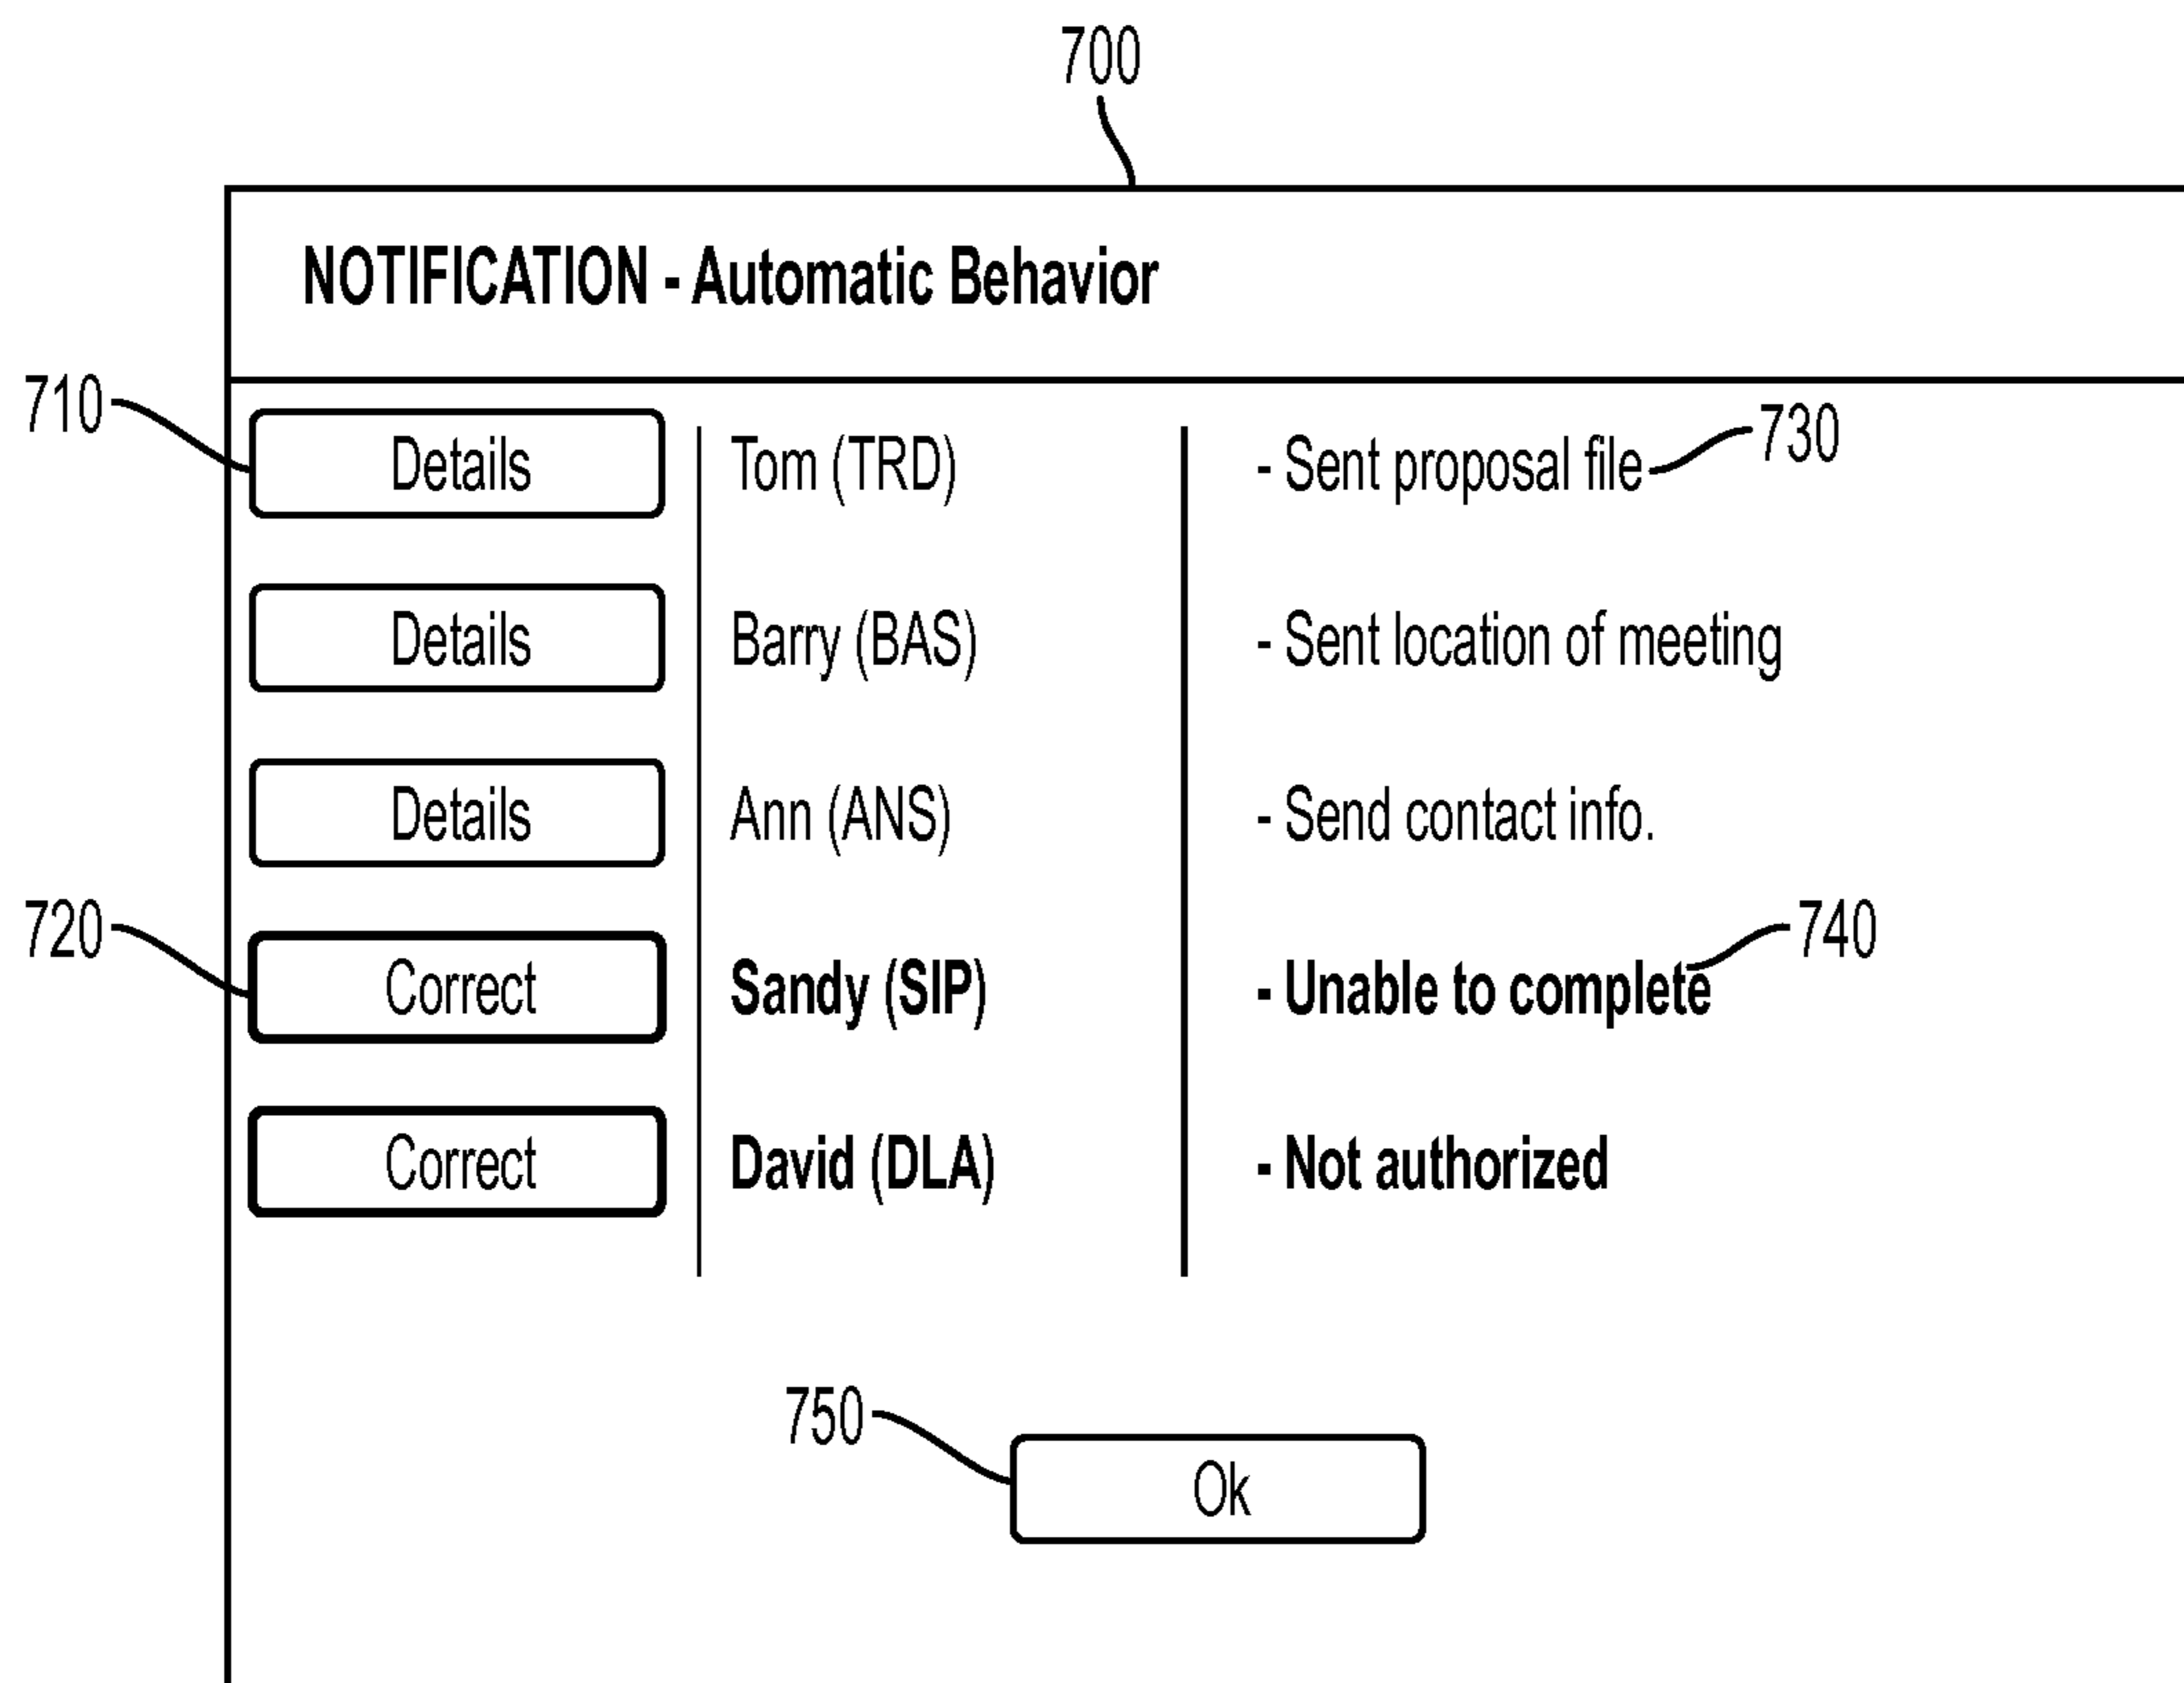 700
NOTIFICATION - Automatic Behavior
710
Details
Tom (TRD)
- Sent proposal file
730
Details
Barry (BAS)
- Sent location of meeting
Details
Ann (ANS)
- Send contact info.
720
Correct
Sandy (SIP)
- Unable to complete
740
Correct
David (DLA)
- Not authorized
750
Ok